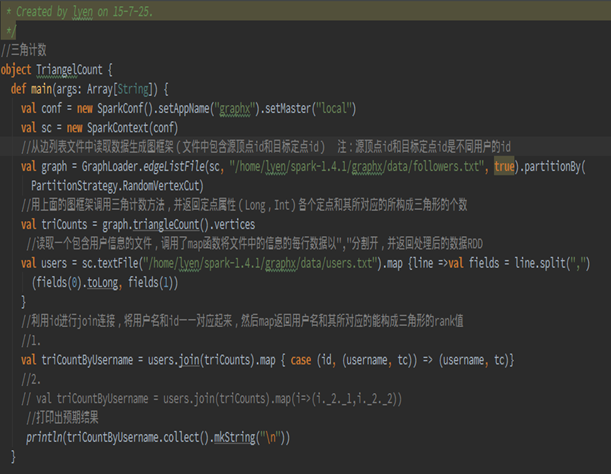 * Created by lyen on 15-7-25.
*/
//三角计数
object TriangelCount {
def main(args: Array[String]) {
val conf = new SparkConf().setAppName("graphx").setMaster("local")
val sc = new SparkContext(conf)
//从边列表文件中读取数据生成图框架(文件中包含源顶点id和目标定点id) 注:源顶点id和目标定点id是不同用户的id
val graph = GraphLoader.edgeListFile(sc, "/home/lyen/spark-1.4.1/graphx/data/followers.txt", true).partitionBy(
PartitionStrategy.RandomVertexCut)
//用上面的图框架调用三角计数方法,并返回定点属性(Long,Int)各个定点和其所对应的所构成三角形的个数
val triCounts = graph.triangleCount().vertices
//读取一个包含用户信息的文件,调用了map函数将文件中的信息的每行数据以","分割开,并返回处理后的数据RDD
val users = sc.textFile("/home/lyen/spark-1.4.1/graphx/data/users.txt").map {line =>val fields = line.split(",")
(fields(0).toLong, fields(1))
}
//利用id进行join连接,将用户名和id一一对应起来,然后map返回用户名和其所对应的能构成三角形的rank值
//1.
val triCountByUsername = users.join(triCounts).map { case (id, (username, tc)) => (username, tc)}
//2.
// val triCountByUsername = users.join(triCounts).map(i=>(i._2._1,i._2._2))
//打印出预期结果
println(triCountByUsername.collect().mkString("\n"))
}